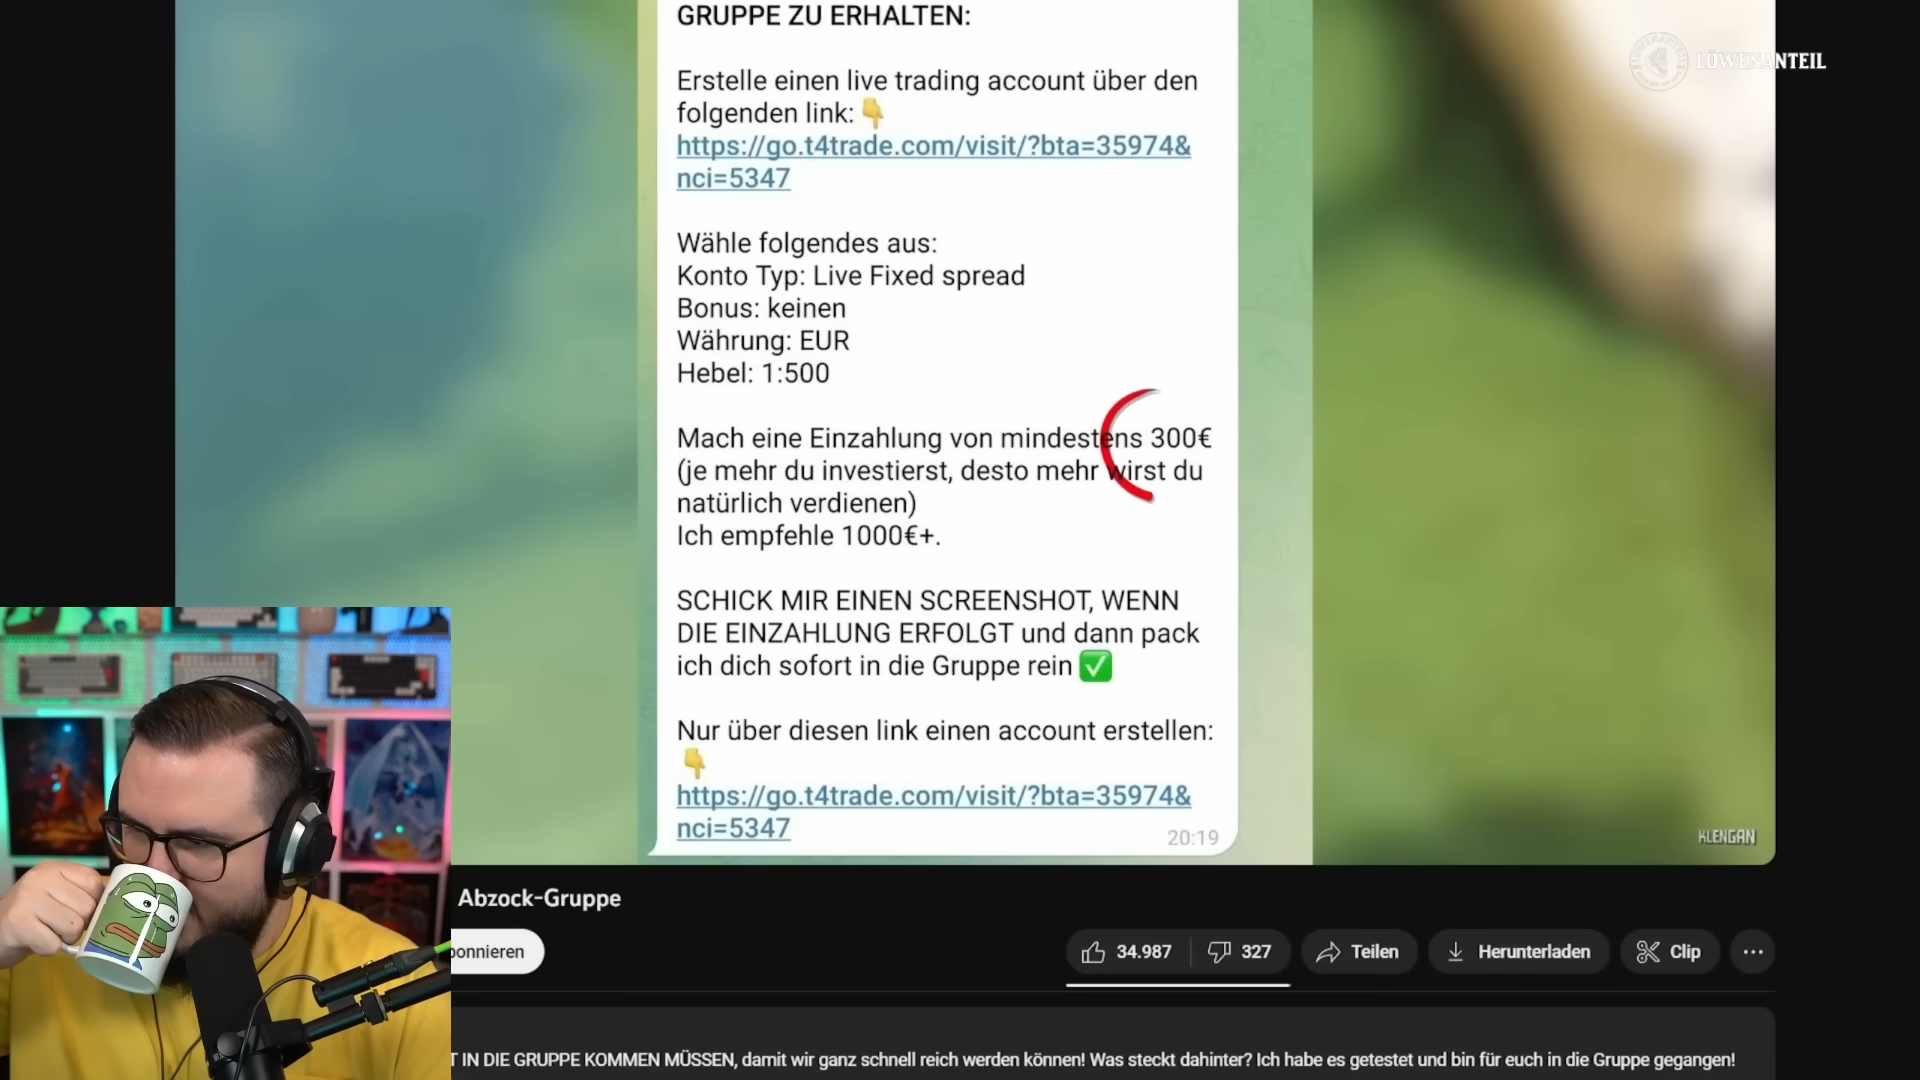 GRUPPE ZU ERHALTEN:
LÖWENANTEIL
Erstelle einen live trading account über den
folgenden link: 👇
https://go.t4trade.com/visit/?bta=35974&
nci=5347
Wähle folgendes aus:
Konto Typ: Live Fixed spread
Bonus: keinen
Währung: EUR
Hebel: 1:500
Mach eine Einzahlung von mindestens 300€
(je mehr du investierst, desto mehr wirst du
natürlich verdienen)
Ich empfehle 1000€+.
SCHICK MIR EINEN SCREENSHOT, WENN
DIE EINZAHLUNG ERFOLGT und dann pack
ich dich sofort in die Gruppe rein ✅
Nur über diesen link einen account erstellen:
👇
https://go.t4trade.com/visit/?bta=35974&
nci=5347
20:19
KLENGAN
Abzock-Gruppe
bonnieren
34.987
327
Teilen
Herunterladen
Clip
T IN DIE GRUPPE KOMMEN MÜSSEN, damit wir ganz schnell reich werden können! Was steckt dahinter? Ich habe es getestet und bin für euch in die Gruppe gegangen!